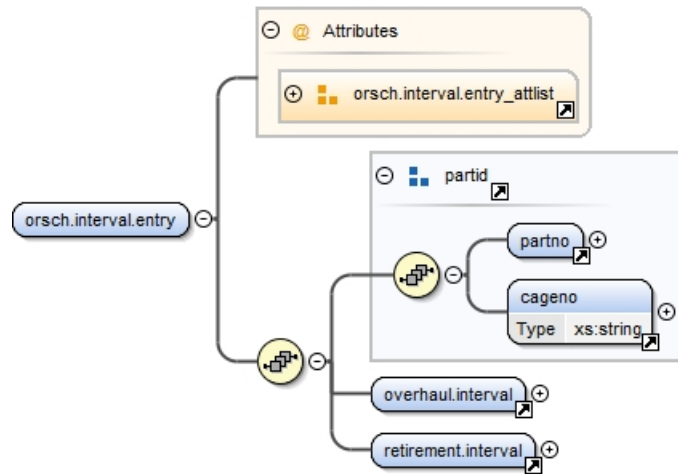 @ Attributes
orsch.interval.entry_attlist
partid
orsch.interval.entry
partno
cageno
Type xs:string
overhaul.interval
retirement.interval